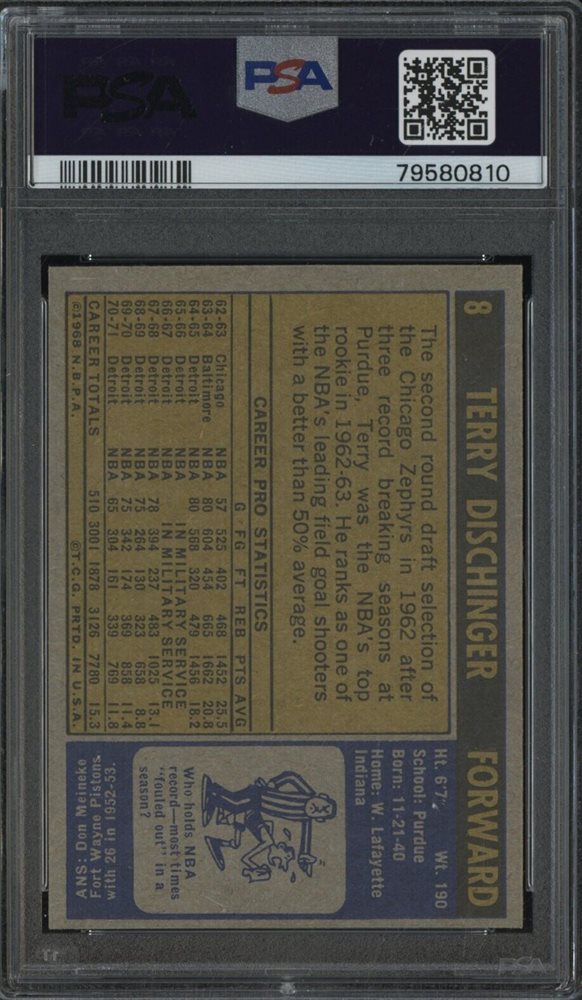 PSA
PSA
79580810
8 TERRY DISCHINGER FORWARD
The second round draft selection of
the Chicago Zephyrs in 1962 after
three record breaking seasons at
Purdue, Terry was the NBA's top
rookie in 1962-63. He ranks as one of
the NBA's leading field goal shooters
with a better than 50% average.
CAREER PRO STATISTICS
G FG FT REB PTS AVG
62-63 Chicago NBA 57 525 402 468 1452 25.5
63-64 Baltimore NBA 80 604 454 665 1662 20.8
64-65 Detroit NBA 80 568 320 479 1456 18.2
65-66 Detroit IN MILITARY SERVICE
66-67 Detroit IN MILITARY SERVICE
67-68 Detroit NBA 78 394 237 483 1025 13.1
68-69 Detroit NBA 75 264 130 323 658 8.8
69-70 Detroit NBA 75 342 174 369 858 11.4
70-71 Detroit NBA 65 304 161 339 769 11.8
CAREER TOTALS 510 3001 1878 3126 7780 15.3
©1968 N.B.P.A. ©T.C.G. PRTD. IN U.S.A.
Ht. 6'7" Wt. 190
School: Purdue
Born: 11-21-40
Home: W. Lafayette
Indiana
Who holds NBA
record—most times
"fouled out" in a
season?
ANS: Don Meineke
Fort Wayne Pistons
with 26 in 1952-53.
PSA